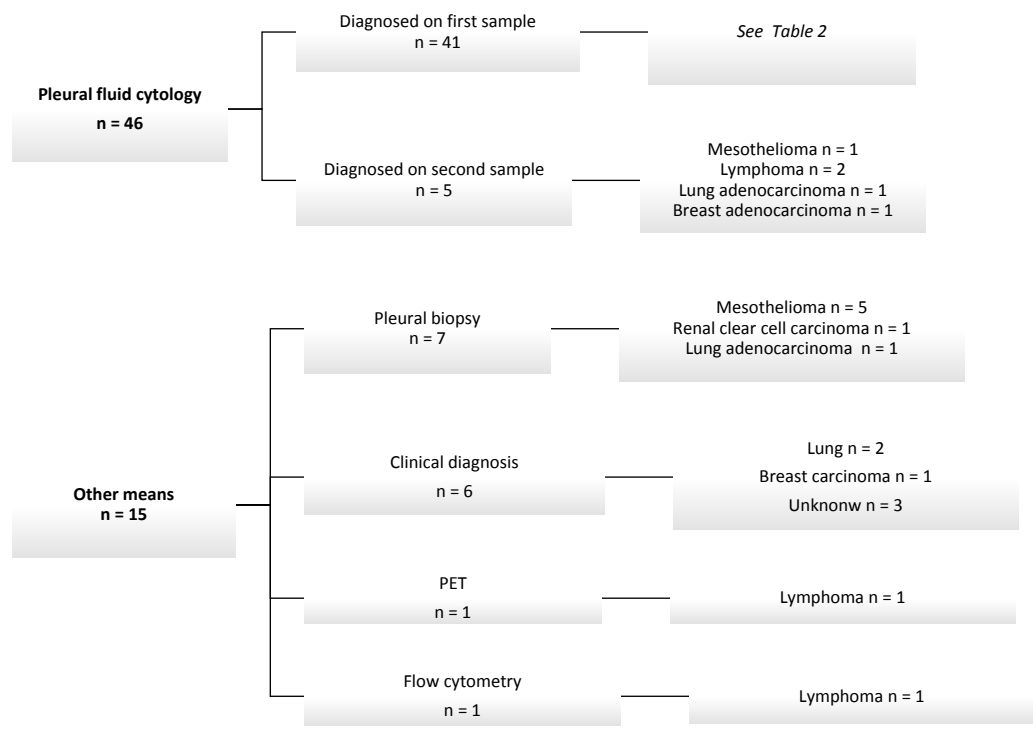 Pleural fluid cytology
n = 46
Diagnosed on first sample
n = 41
See Table 2
Diagnosed on second sample
n = 5
Mesothelioma n = 1
Lymphoma n = 2
Lung adenocarcinoma n = 1
Breast adenocarcinoma n = 1
Other means
n = 15
Pleural biopsy
n = 7
Mesothelioma n = 5
Renal clear cell carcinoma n = 1
Lung adenocarcinoma n = 1
Clinical diagnosis
n = 6
Lung n = 2
Breast carcinoma n = 1
Unknonw n = 3
PET
n = 1
Lymphoma n = 1
Flow cytometry
n = 1
Lymphoma n = 1